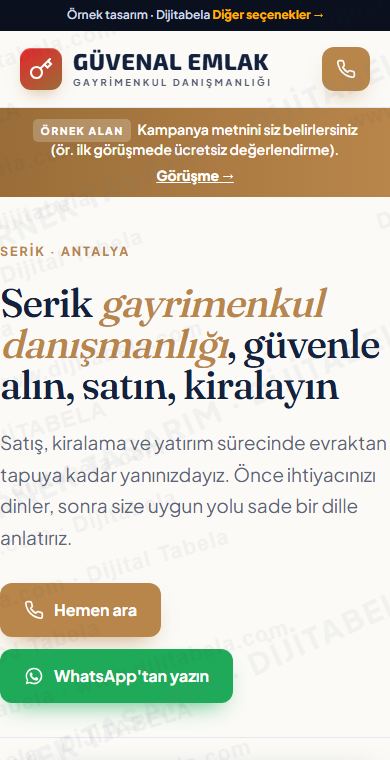 Örnek tasarım · Dijitabela Diğer seçenekler →
GÜVENAL EMLAK
GAYRİMENKUL DANIŞMANLIĞI
ÖRNEK ALAN Kampanya metnini siz belirlersiniz
(ör. ilk görüşmede ücretsiz değerlendirme).
Görüşme →
SERİK · ANTALYA
Serik gayrimenkul
danışmanlığı, güvenle
alın, satın, kiralayın
Satış, kiralama ve yatırım sürecinde evraktan
tapuya kadar yanınızdayız. Önce ihtiyacınızı
dinler, sonra size uygun yolu sade bir dille
anlatırız.
Hemen ara
WhatsApp'tan yazın